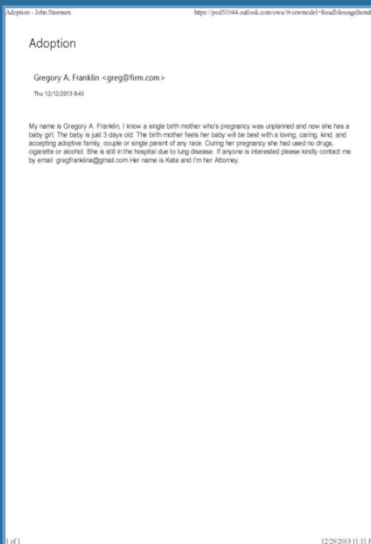 Adoption - John Steensen https://pod51044.outlook.com/owa/#viewmodel=ReadMessageItem&
Adoption
Gregory A. Franklin <greg@firm.com>
Thu 12/12/2013 8:43
My name is Gregory A. Franklin, I know a single birth mother who's pregnancy was unplanned and now she has a
baby girl, The baby is just 3 days old. The birth mother feels her baby will be best with a loving, caring, kind, and
accepting adoptive family, couple or single parent of any race. During her pregnancy she had used no drugs,
cigarette or alcohol. She is still in the hospital due to lung disease. If anyone is interested please kindly contact me
by email: gregfranklina@gmail.com Her name is Kate and I'm her Attorney.
1 of 1 12/29/2013 11:11 P